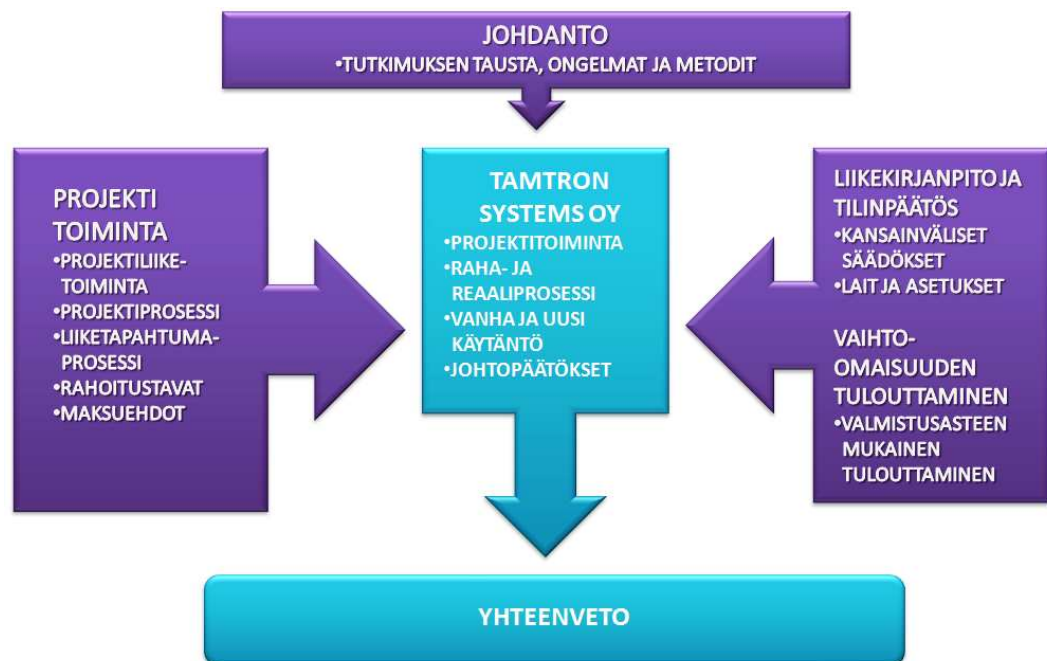 JOHDANTO
•TUTKIMUKSEN TAUSTA, ONGELMAT JA METODIT
PROJEKTI
TOIMINTA
•PROJEKTILIIKE-
TOIMINTA
•PROJEKTIPROSESSI
•LIIKETAPAHTUMA-
PROSESSI
•RAHOITUSTAVAT
•MAKSUEHDOT
TAMTRON
SYSTEMS OY
•PROJEKTITOIMINTA
•RAHA- JA
REAALIPROSESSI
•VANHA JA UUSI
KÄYTÄNTÖ
•JOHTOPÄÄTÖKSET
LIIKEKIRJANPITO JA
TILINPÄÄTÖS
•KANSAINVÄLISET
SÄÄDÖKSET
•LAIT JA ASETUKSET
VAIHTO-
OMAISUUDEN
TULOUTTAMINEN
•VALMISTUSASTEEN
MUKAINEN
TULOUTTAMINEN
YHTEENVETO